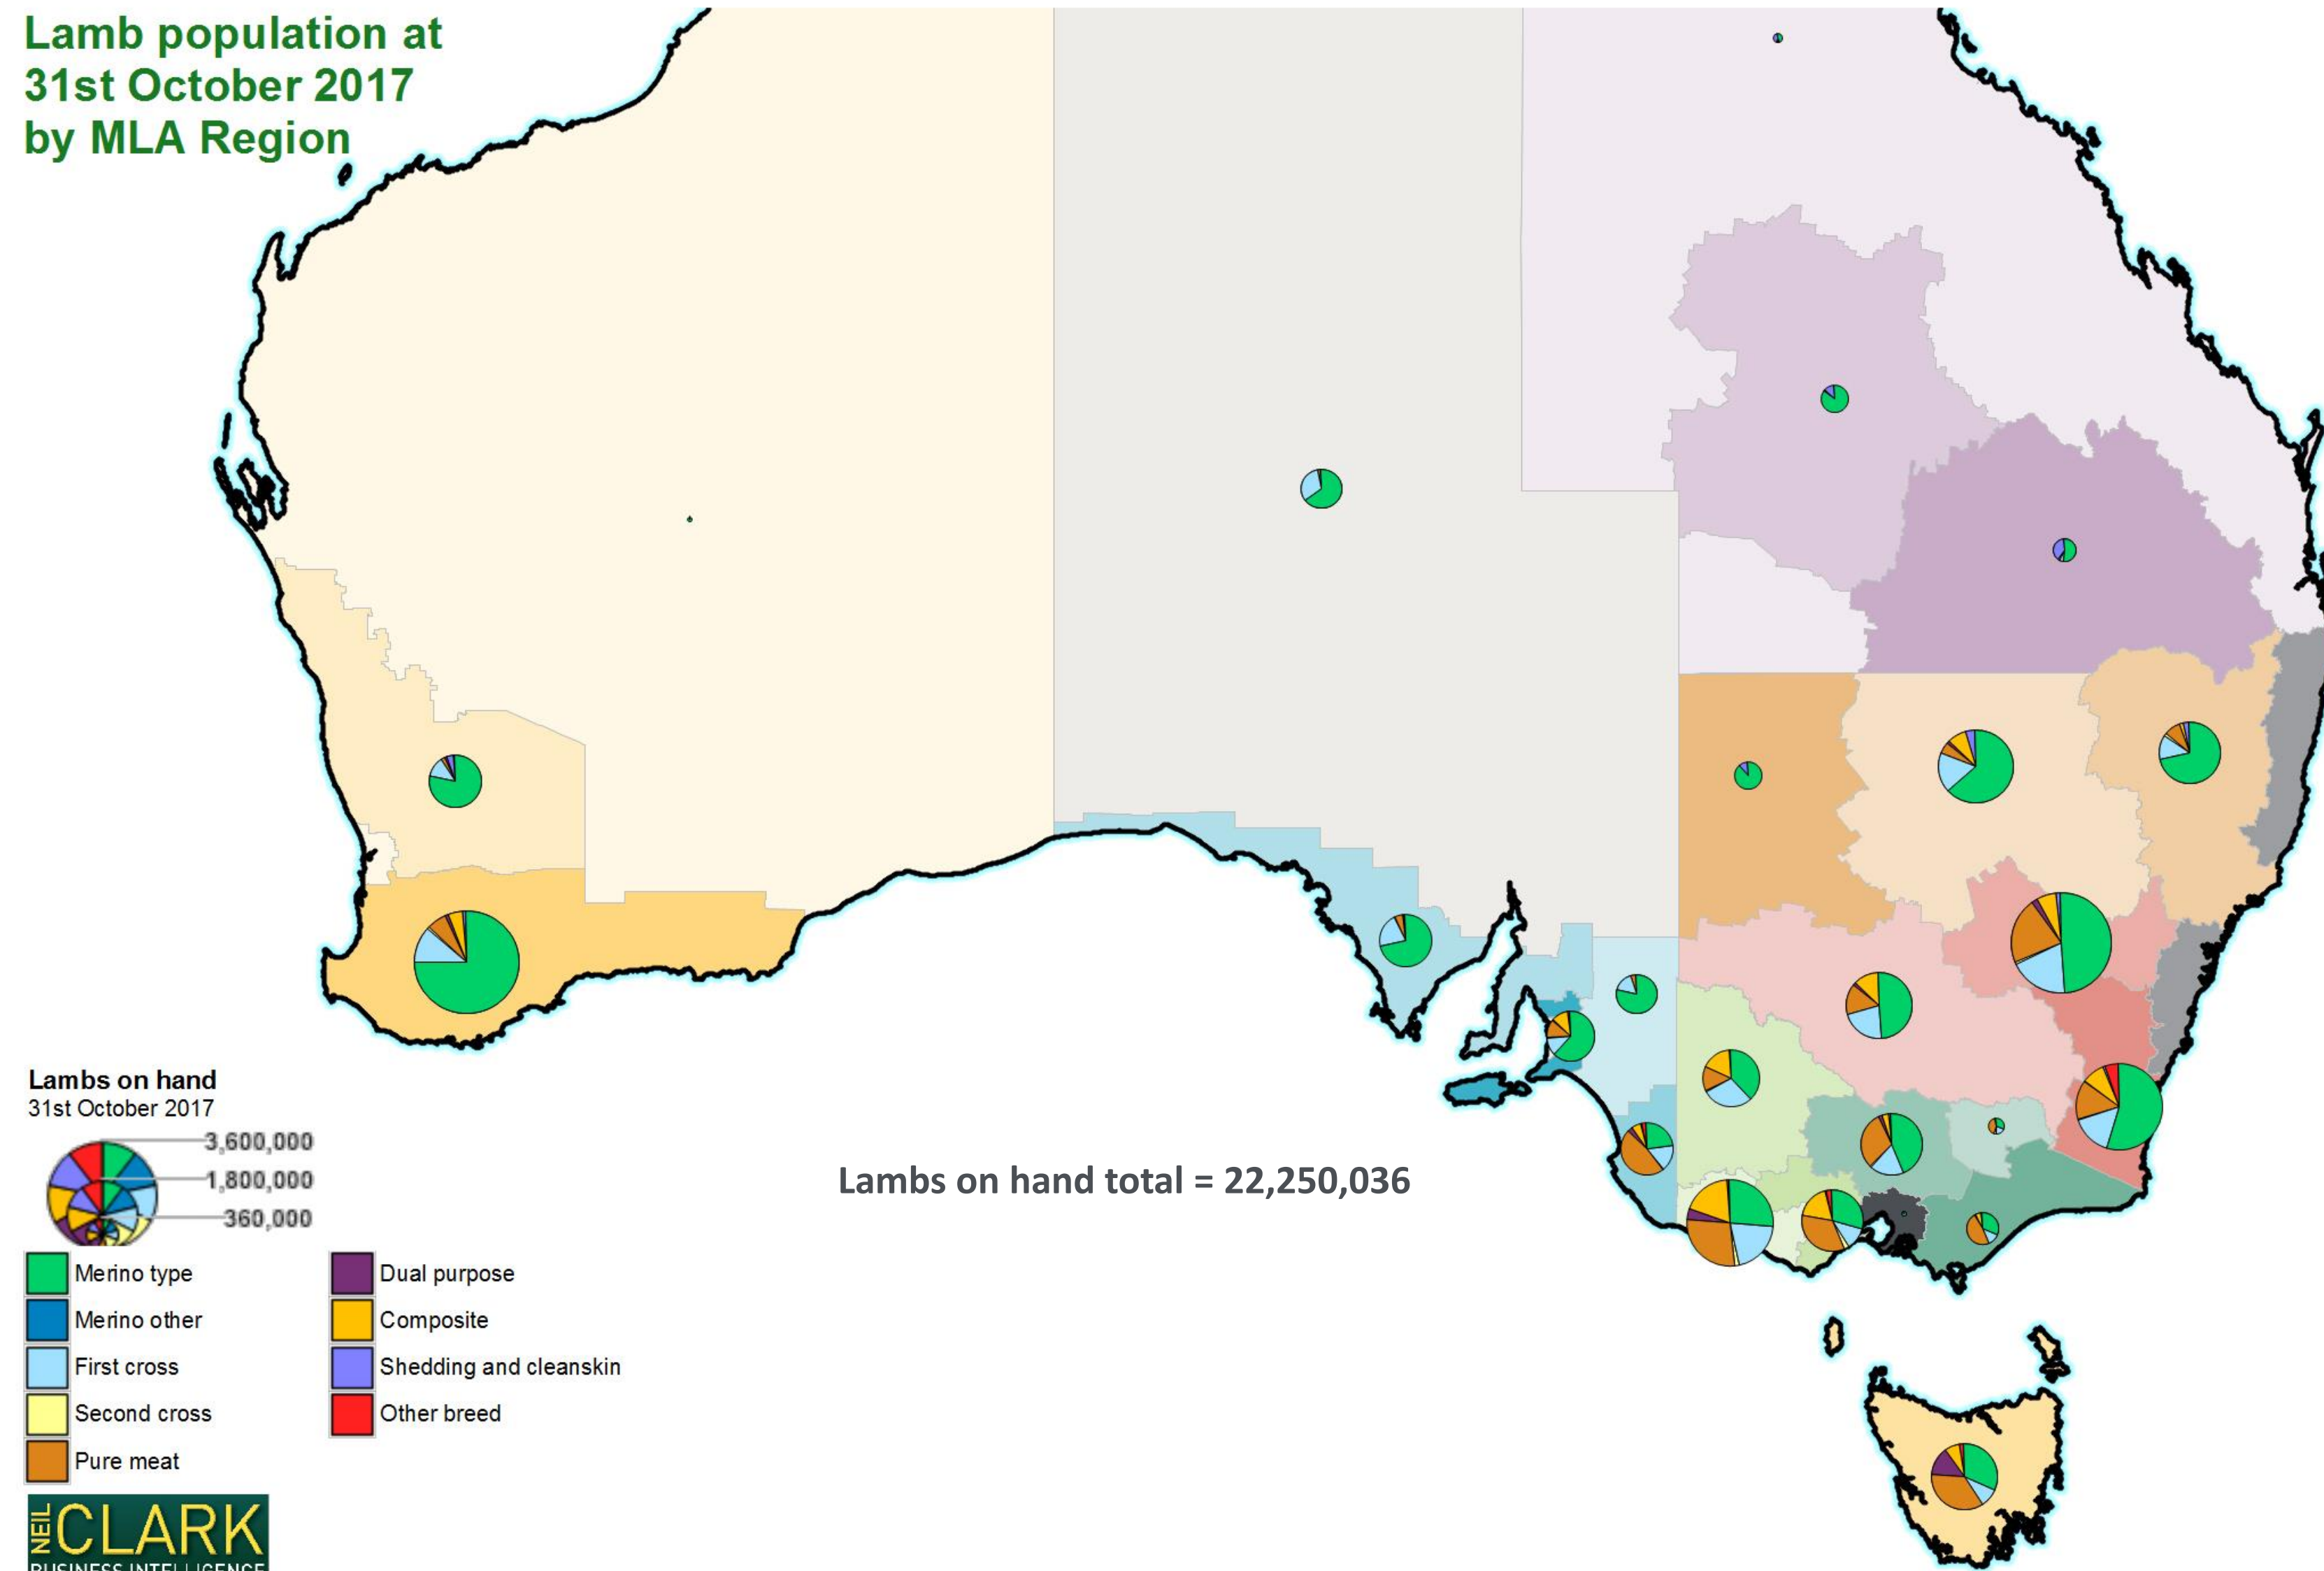 Lamb population at
31st October 2017
by MLA Region
Lambs on hand
31st October 2017
3,600,000
1,800,000
360,000
Merino type
Merino other
First cross
Second cross
Pure meat
Dual purpose
Composite
Shedding and cleanskin
Other breed
Lambs on hand total = 22,250,036
NEIL
CLARK
BUSINESS INTELLIGENCE